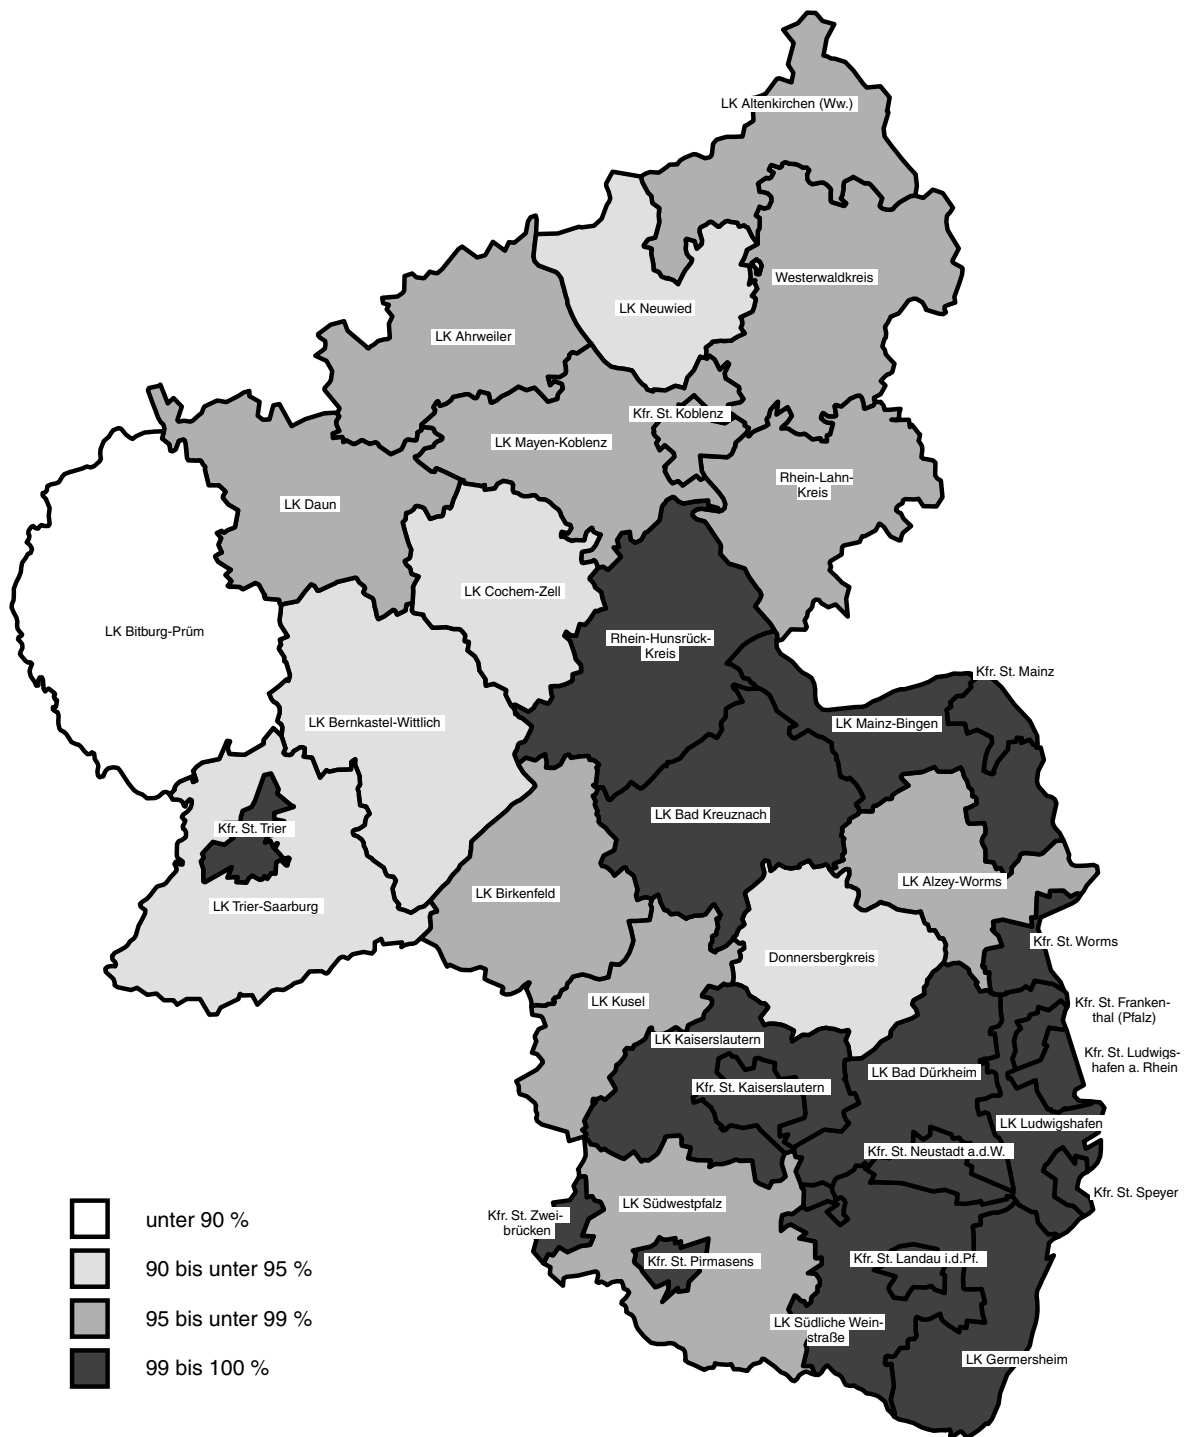 LK Altenkirchen (Ww.)
Westerwaldkreis
LK Neuwied
LK Ahrweiler
Kfr. St. Koblenz
LK Mayen-Koblenz
Rhein-Lahn-
Kreis
LK Daun
LK Cochem-Zell
LK Bitburg-Prüm
Rhein-Hunsrück-
Kreis
Kfr. St. Mainz
LK Bernkastel-Wittlich
LK Mainz-Bingen
LK Bad Kreuznach
Kfr. St. Trier
LK Alzey-Worms
LK Birkenfeld
LK Trier-Saarburg
Kfr. St. Worms
Donnersbergkreis
LK Kusel
Kfr. St. Franken-
thal (Pfalz)
LK Kaiserslautern
Kfr. St. Ludwigs-
hafen a. Rhein
LK Bad Dürkheim
Kfr. St. Kaiserslautern
LK Ludwigshafen
Kfr. St. Neustadt a.d.W.
Kfr. St. Speyer
LK Südwestpfalz
Kfr. St. Zwei-
brücken
Kfr. St. Pirmasens
Kfr. St. Landau i.d.Pf.
LK Südliche Wein-
straße
LK Germersheim
unter 90 %
90 bis unter 95 %
95 bis unter 99 %
99 bis 100 %